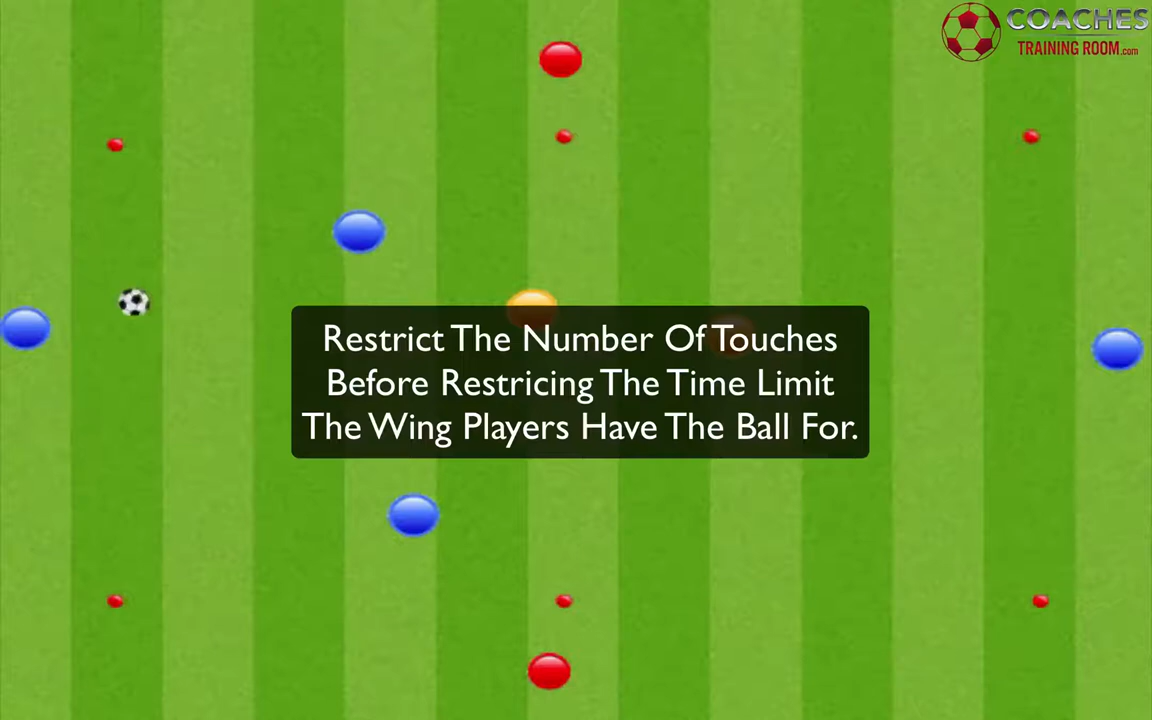 COACHES
TRAINING ROOM.com
Restrict The Number Of Touches
Before Restricing The Time Limit
The Wing Players Have The Ball For.